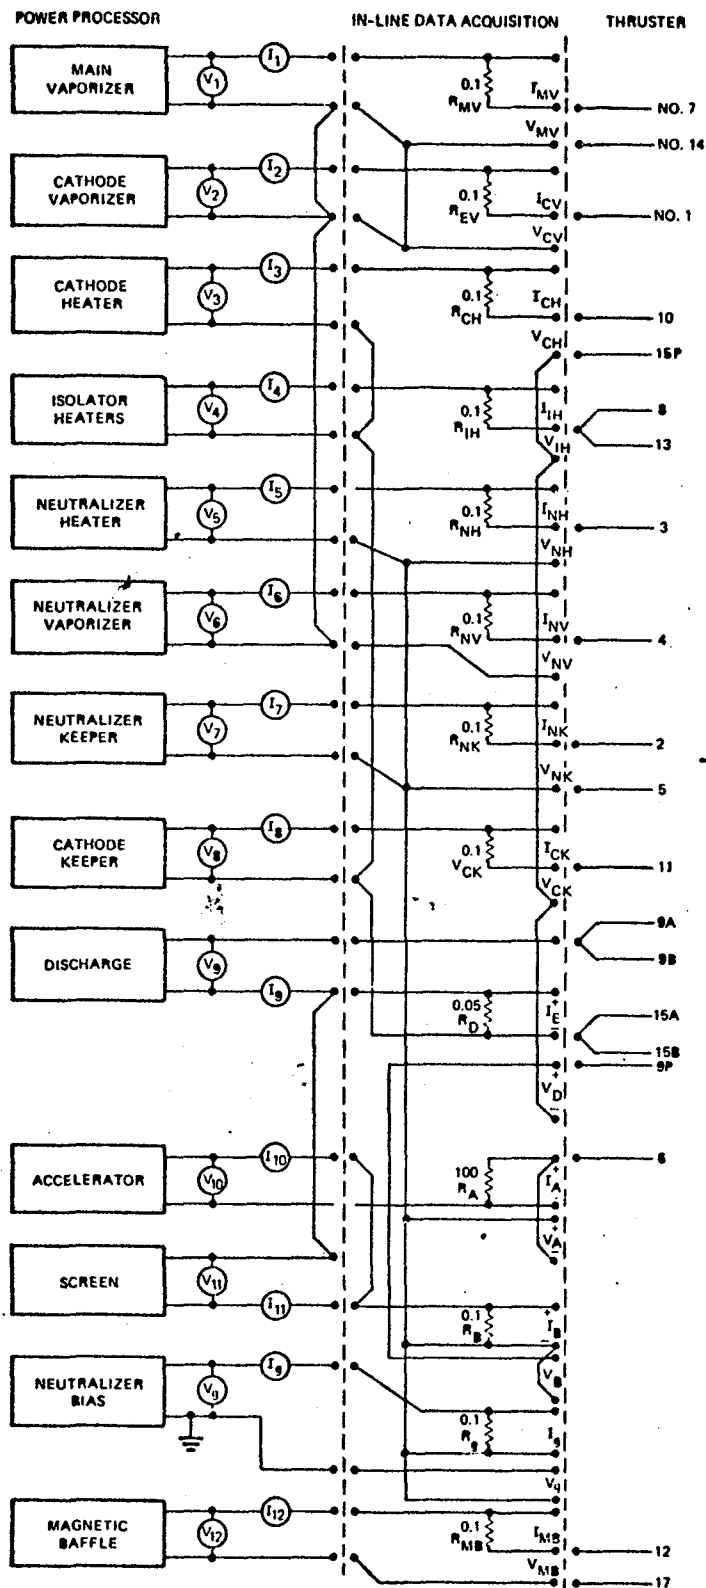 POWER PROCESSOR
IN-LINE DATA ACQUISITION
THRUSTER
MAIN
VAPORIZER
V1
I1
0.1
RMV
IMV
VMV
NO. 7
NO. 14
CATHODE
VAPORIZER
V2
I2
0.1
REV
ICV
VCV
NO. 1
CATHODE
HEATER
V3
I3
0.1
RCH
ICH
VCH
10
15P
ISOLATOR
HEATERS
V4
I4
0.1
RIH
IIH
VIH
8
13
NEUTRALIZER
HEATER
V5
I5
0.1
RNH
INH
VNH
3
NEUTRALIZER
VAPORIZER
V6
I6
0.1
RNV
INV
VNV
4
NEUTRALIZER
KEEPER
V7
I7
0.1
RNK
INK
VNK
2
5
CATHODE
KEEPER
V8
I8
0.1
VCK
ICK
VCK
11
DISCHARGE
V9
I9
0.05
RD
+
IE
-
9A
9B
15A
15B
9P
+
VD
-
ACCELERATOR
V10
I10
100
RA
+
IA
-
6
+
VA
-
SCREEN
V11
I11
0.1
RB
+
IB
-
VB
NEUTRALIZER
BIAS
Vg
Ig
0.1
Rg
Ig
Vg
MAGNETIC
BAFFLE
V12
I12
0.1
RMB
IMB
VMB
12
17